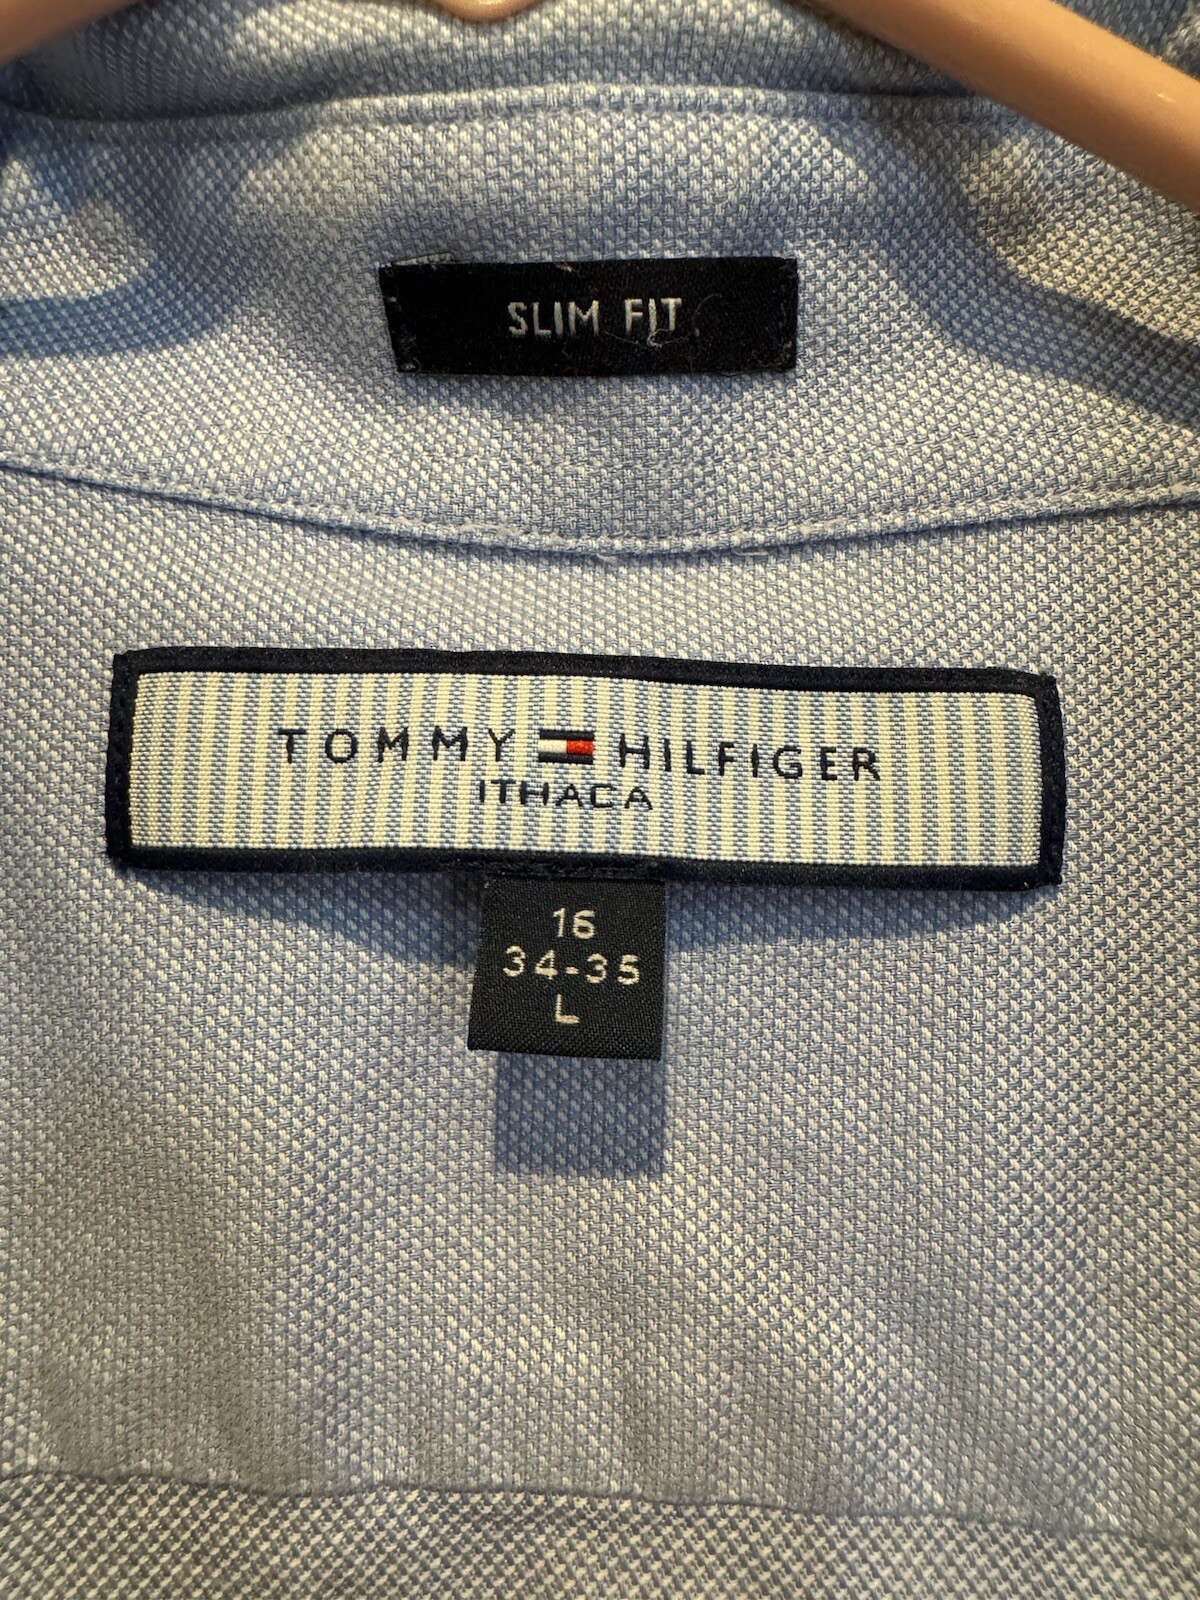 SLIM FIT
TOMMY HILFIGER
ITHACA
16
34-35
L